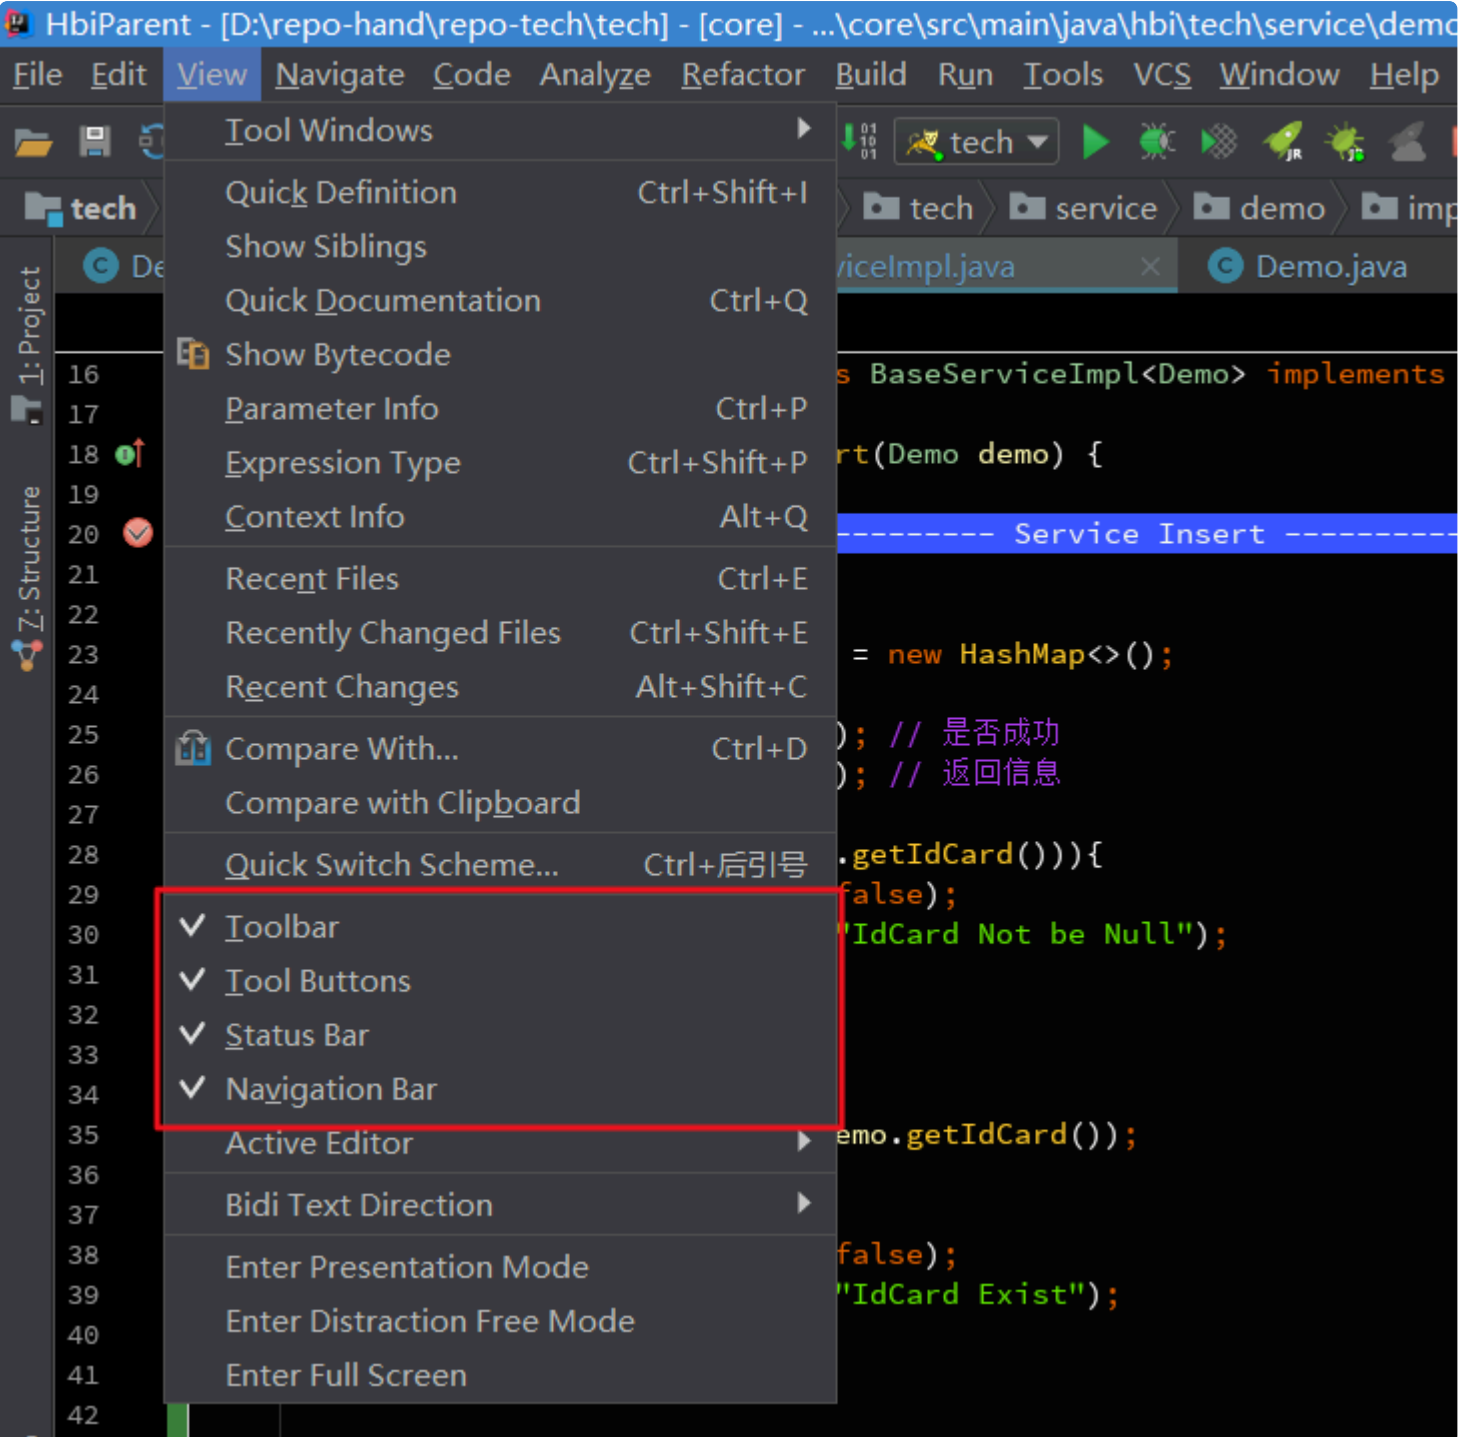 HbiParent - [D:\repo-hand\repo-tech\tech] - [core] - ...\core\src\main\java\hbi\tech\service\demo
File Edit View Navigate Code Analyze Refactor Build Run Tools VCS Window Help
tech
tech tech service demo imp
De viceImpl.java Demo.java
1: Project
Z: Structure
Tool Windows
Quick Definition Ctrl+Shift+I
Show Siblings
Quick Documentation Ctrl+Q
Show Bytecode
Parameter Info Ctrl+P
Expression Type Ctrl+Shift+P
Context Info Alt+Q
Recent Files Ctrl+E
Recently Changed Files Ctrl+Shift+E
Recent Changes Alt+Shift+C
Compare With... Ctrl+D
Compare with Clipboard
Quick Switch Scheme... Ctrl+后引号
Toolbar
Tool Buttons
Status Bar
Navigation Bar
Active Editor
Bidi Text Direction
Enter Presentation Mode
Enter Distraction Free Mode
Enter Full Screen
16 s BaseServiceImpl<Demo> implements
17
18 rt(Demo demo) {
19
20 --------- Service Insert ----------
21
22
23 = new HashMap<>();
24
25 ); // 是否成功
26 ); // 返回信息
27
28 .getIdCard())){
29 false);
30 "IdCard Not be Null");
31
32
33
34
35 emo.getIdCard());
36
37
38 false);
39 "IdCard Exist");
40
41
42